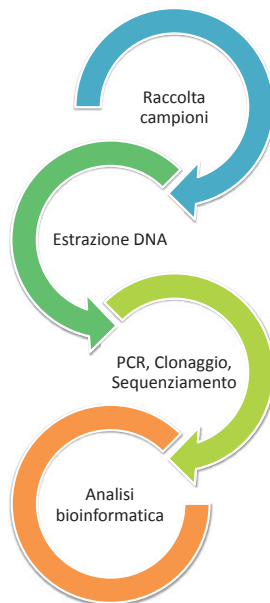 Raccolta
campioni
Estrazione DNA
PCR, Clonaggio,
Sequenziamento
Analisi
bioinformatica